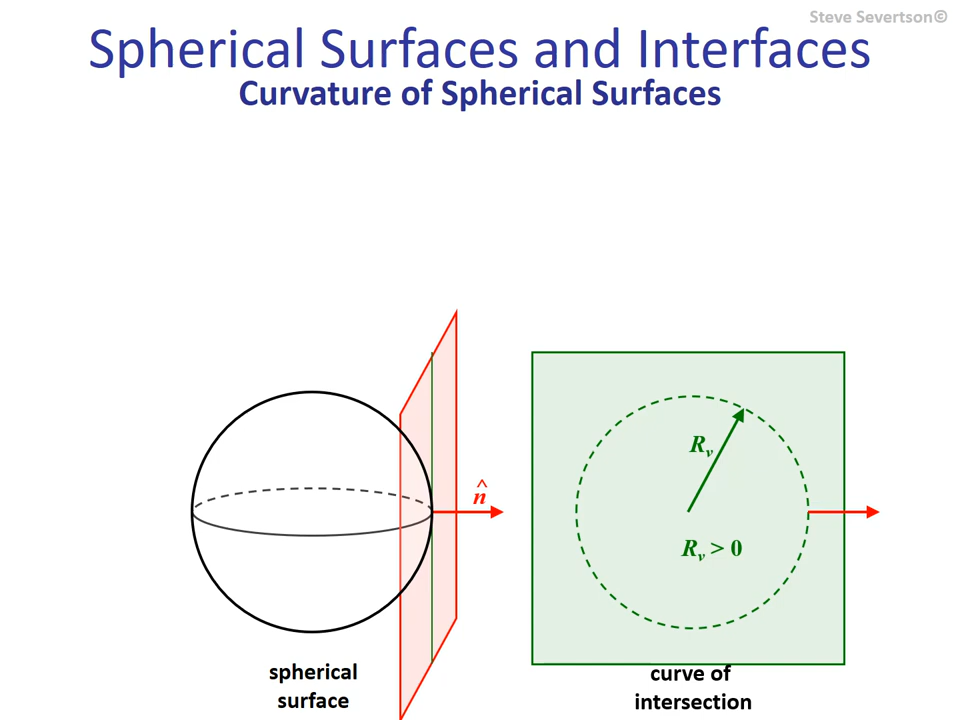 Steve Severtson©
Spherical Surfaces and Interfaces
Curvature of Spherical Surfaces
n̂
R_v
R_v > 0
spherical
surface
curve of
intersection